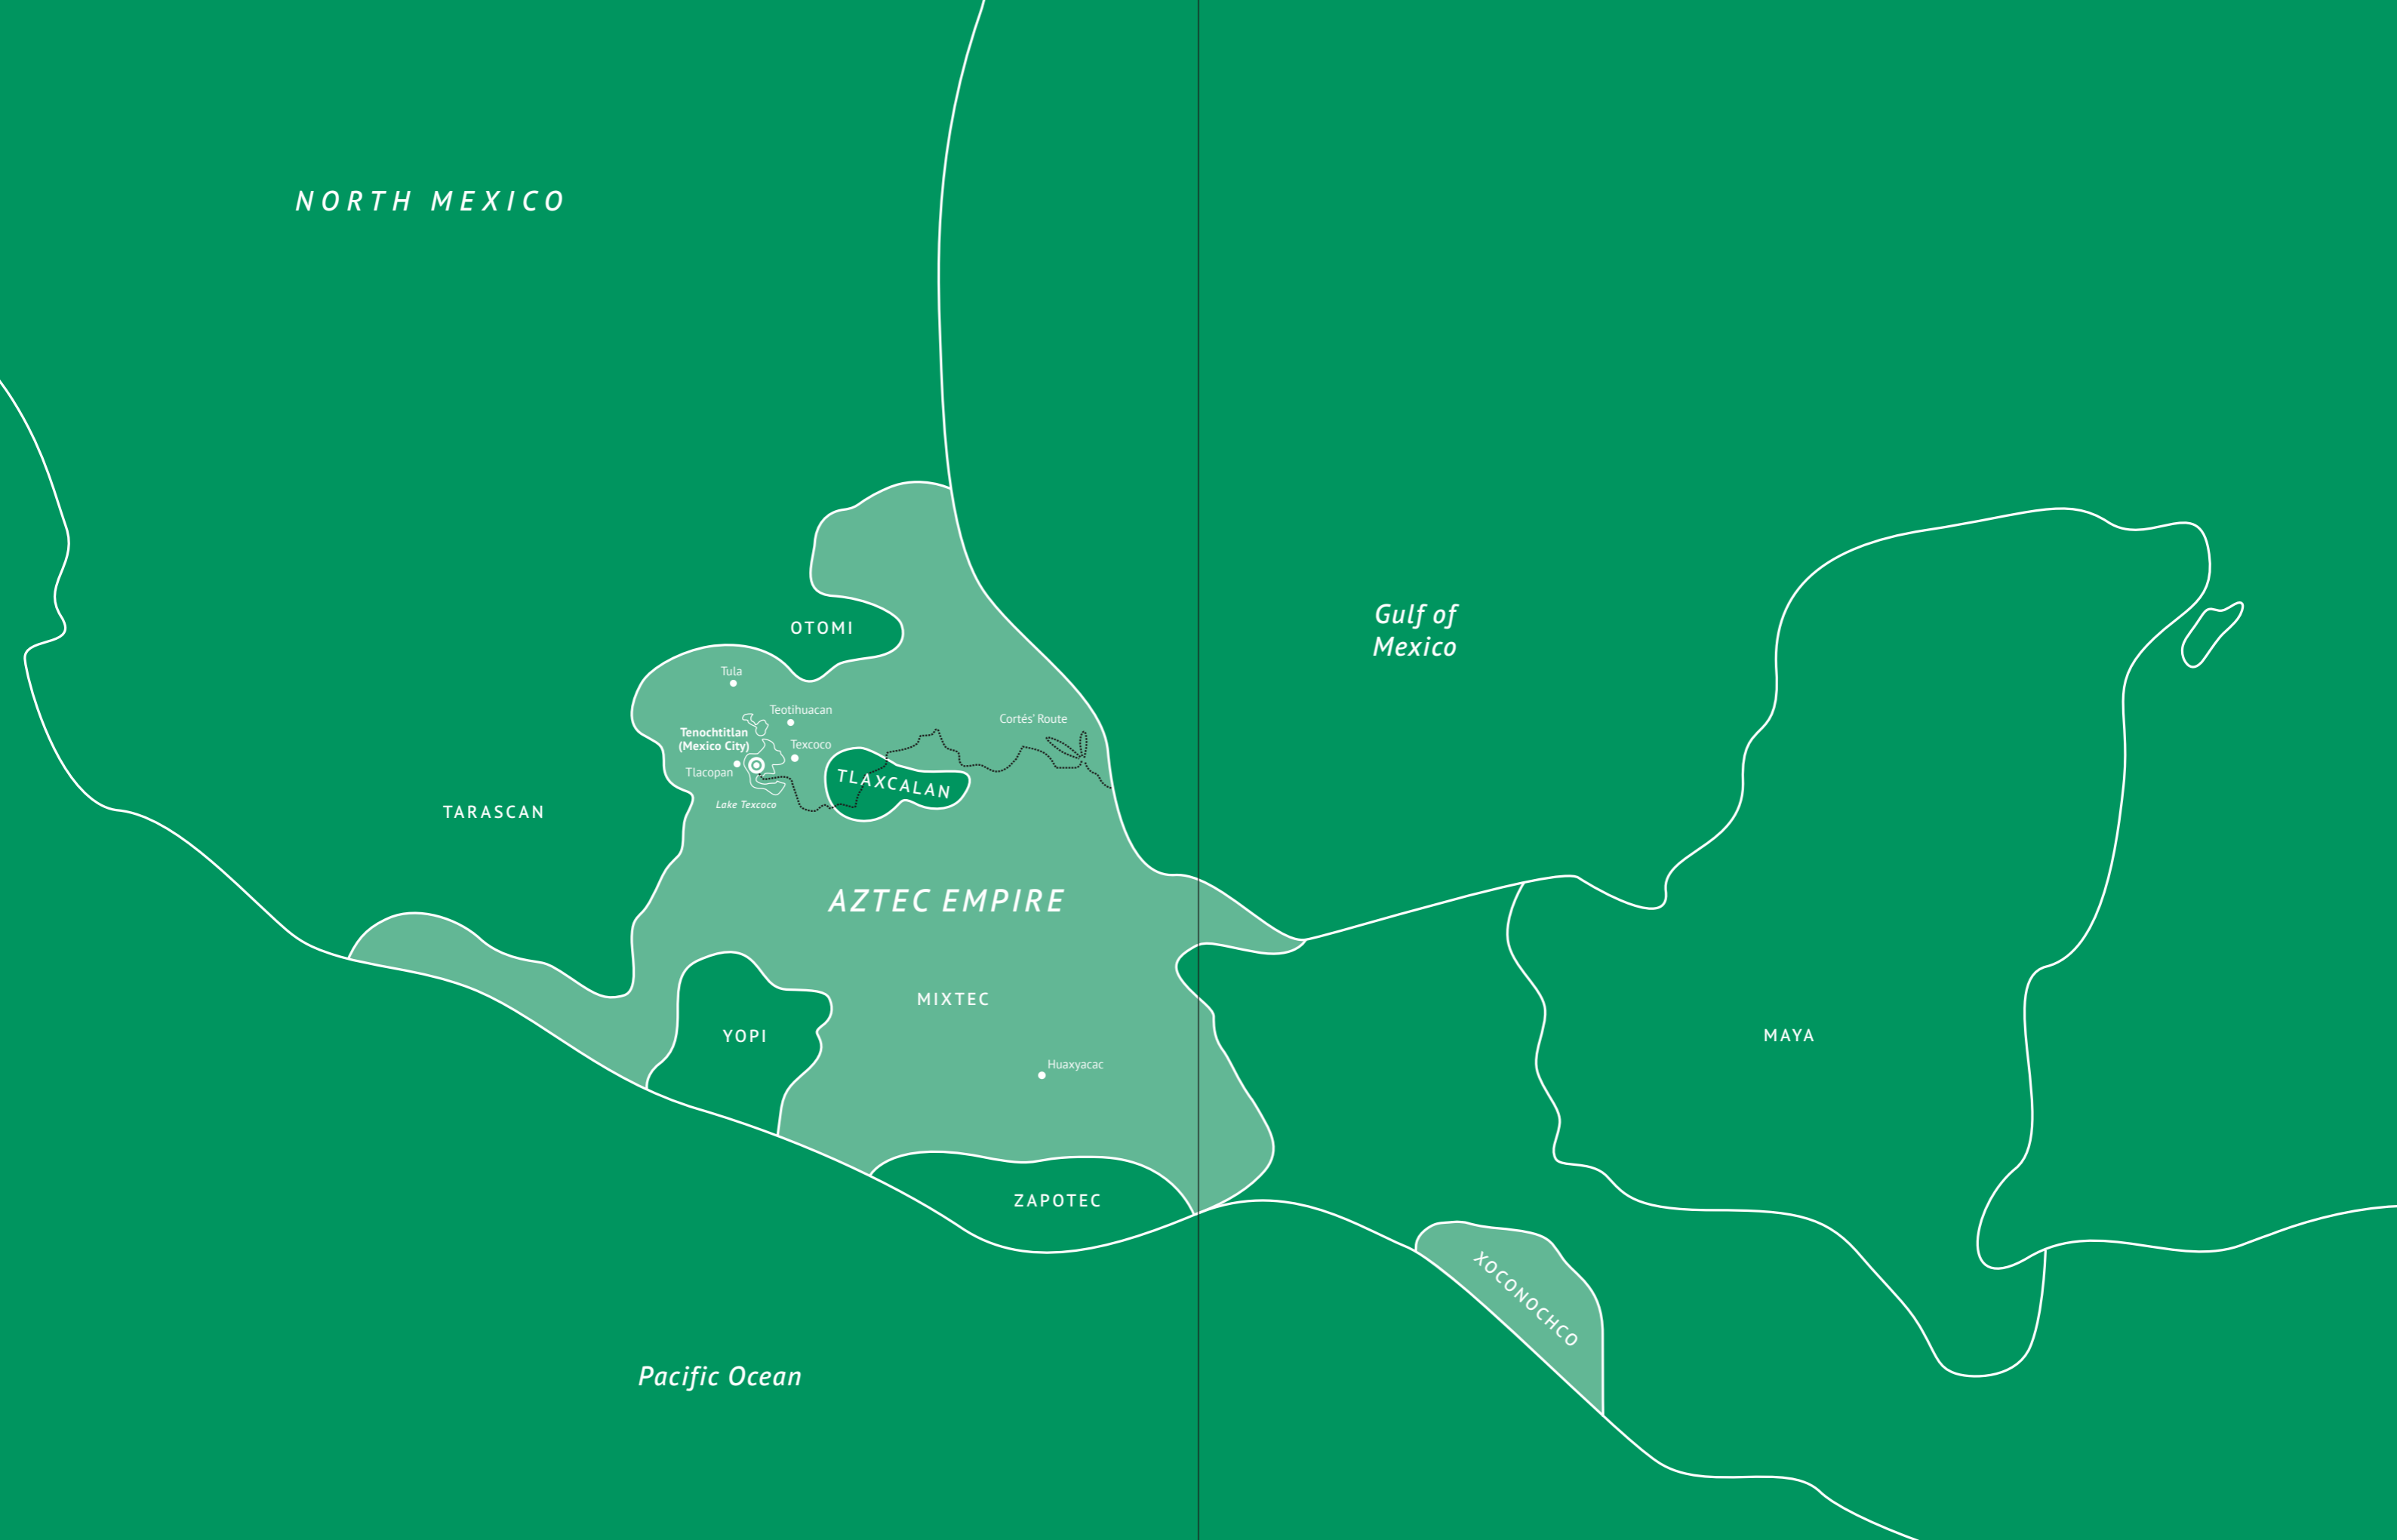 NORTH MEXICO
Gulf of
Mexico
OTOMI
Tula
Teotihuacan
Cortés' Route
Tenochtitlan
(Mexico City)
Texcoco
Tlacopan
TLAXCALAN
Lake Texcoco
TARASCAN
AZTEC EMPIRE
MIXTEC
YOPI
MAYA
Huaxyacac
ZAPOTEC
XOCONOCHCO
Pacific Ocean